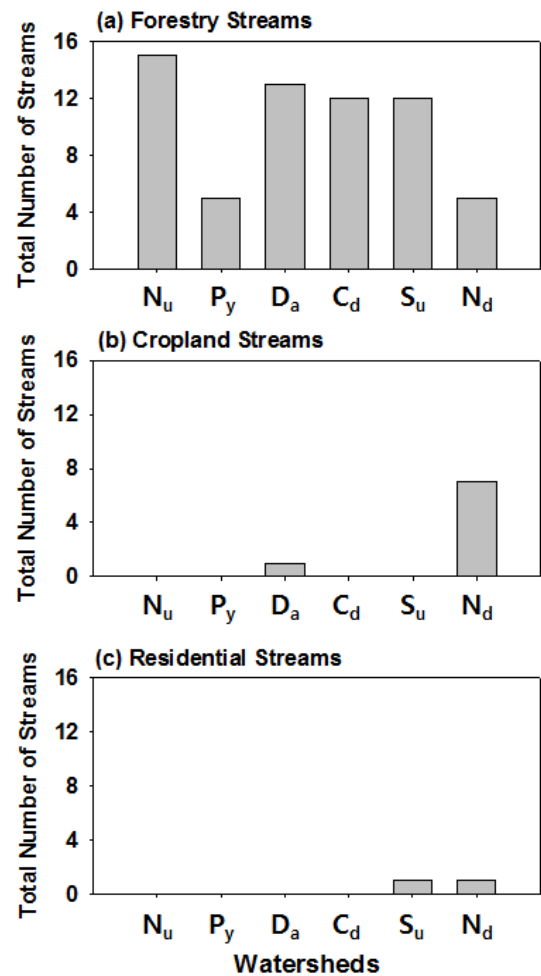 (a) Forestry Streams
Total Number of Streams
16
12
8
4
0
Nu Py Da Cd Su Nd
(b) Cropland Streams
Total Number of Streams
16
12
8
4
0
Nu Py Da Cd Su Nd
(c) Residential Streams
Total Number of Streams
16
12
8
4
0
Nu Py Da Cd Su Nd
Watersheds